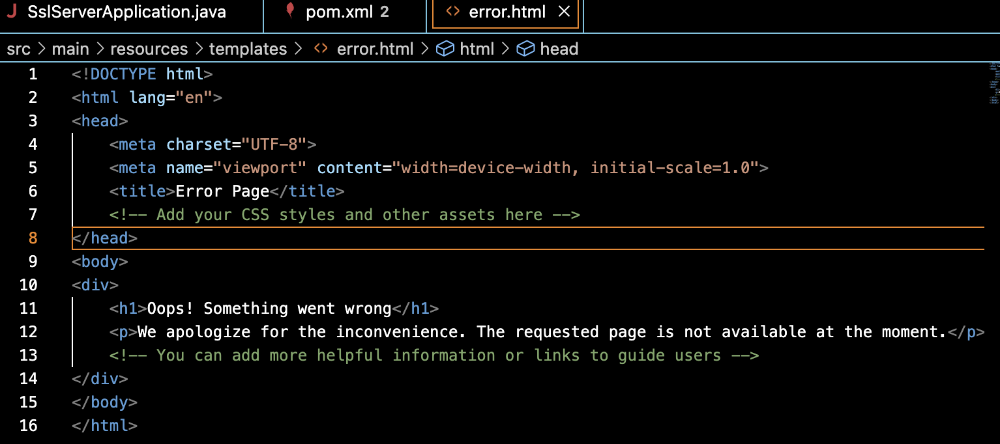 SslServerApplication.java pom.xml 2 error.html
src main resources templates error.html html head
1 <!DOCTYPE html>
2 <html lang="en">
3 <head>
4     <meta charset="UTF-8">
5     <meta name="viewport" content="width=device-width, initial-scale=1.0">
6     <title>Error Page</title>
7     <!-- Add your CSS styles and other assets here -->
8 </head>
9 <body>
10 <div>
11     <h1>Oops! Something went wrong</h1>
12     <p>We apologize for the inconvenience. The requested page is not available at the moment.</p>
13     <!-- You can add more helpful information or links to guide users -->
14 </div>
15 </body>
16 </html>